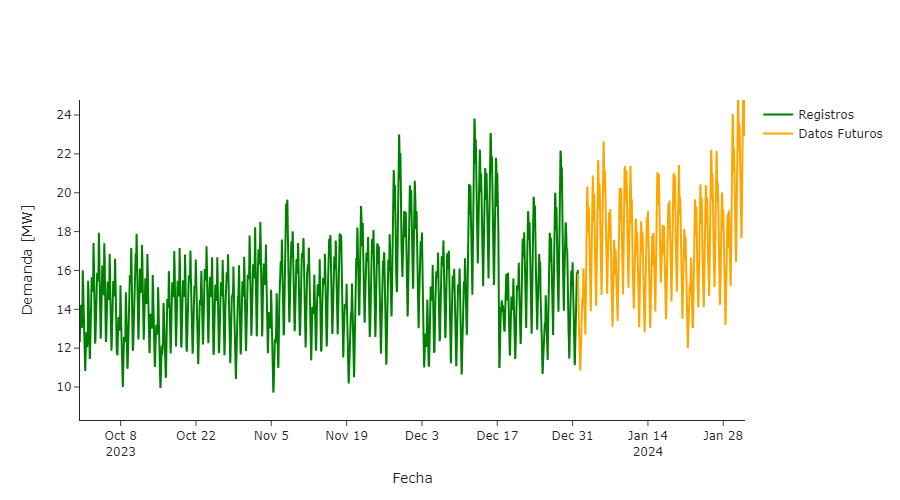 Registros
Datos Futuros
Demanda [MW]
24
22
20
18
16
14
12
10
Oct 8
2023
Oct 22
Nov 5
Nov 19
Dec 3
Dec 17
Dec 31
Jan 14
2024
Jan 28
Fecha